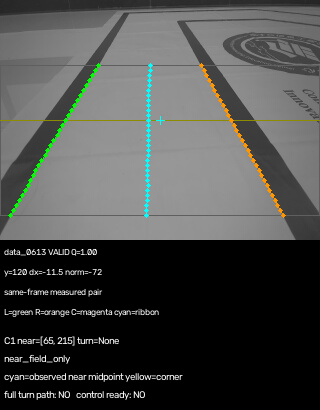 data_0613 VALID Q=1.00
y=120 dx=-11.5 norm=-72
same-frame measured pair
L=green R=orange C=magenta cyan=ribbon
C1 near=[65, 215] turn=None
near_field_only
cyan=observed near midpoint yellow=corner
full turn path: NO control ready: NO